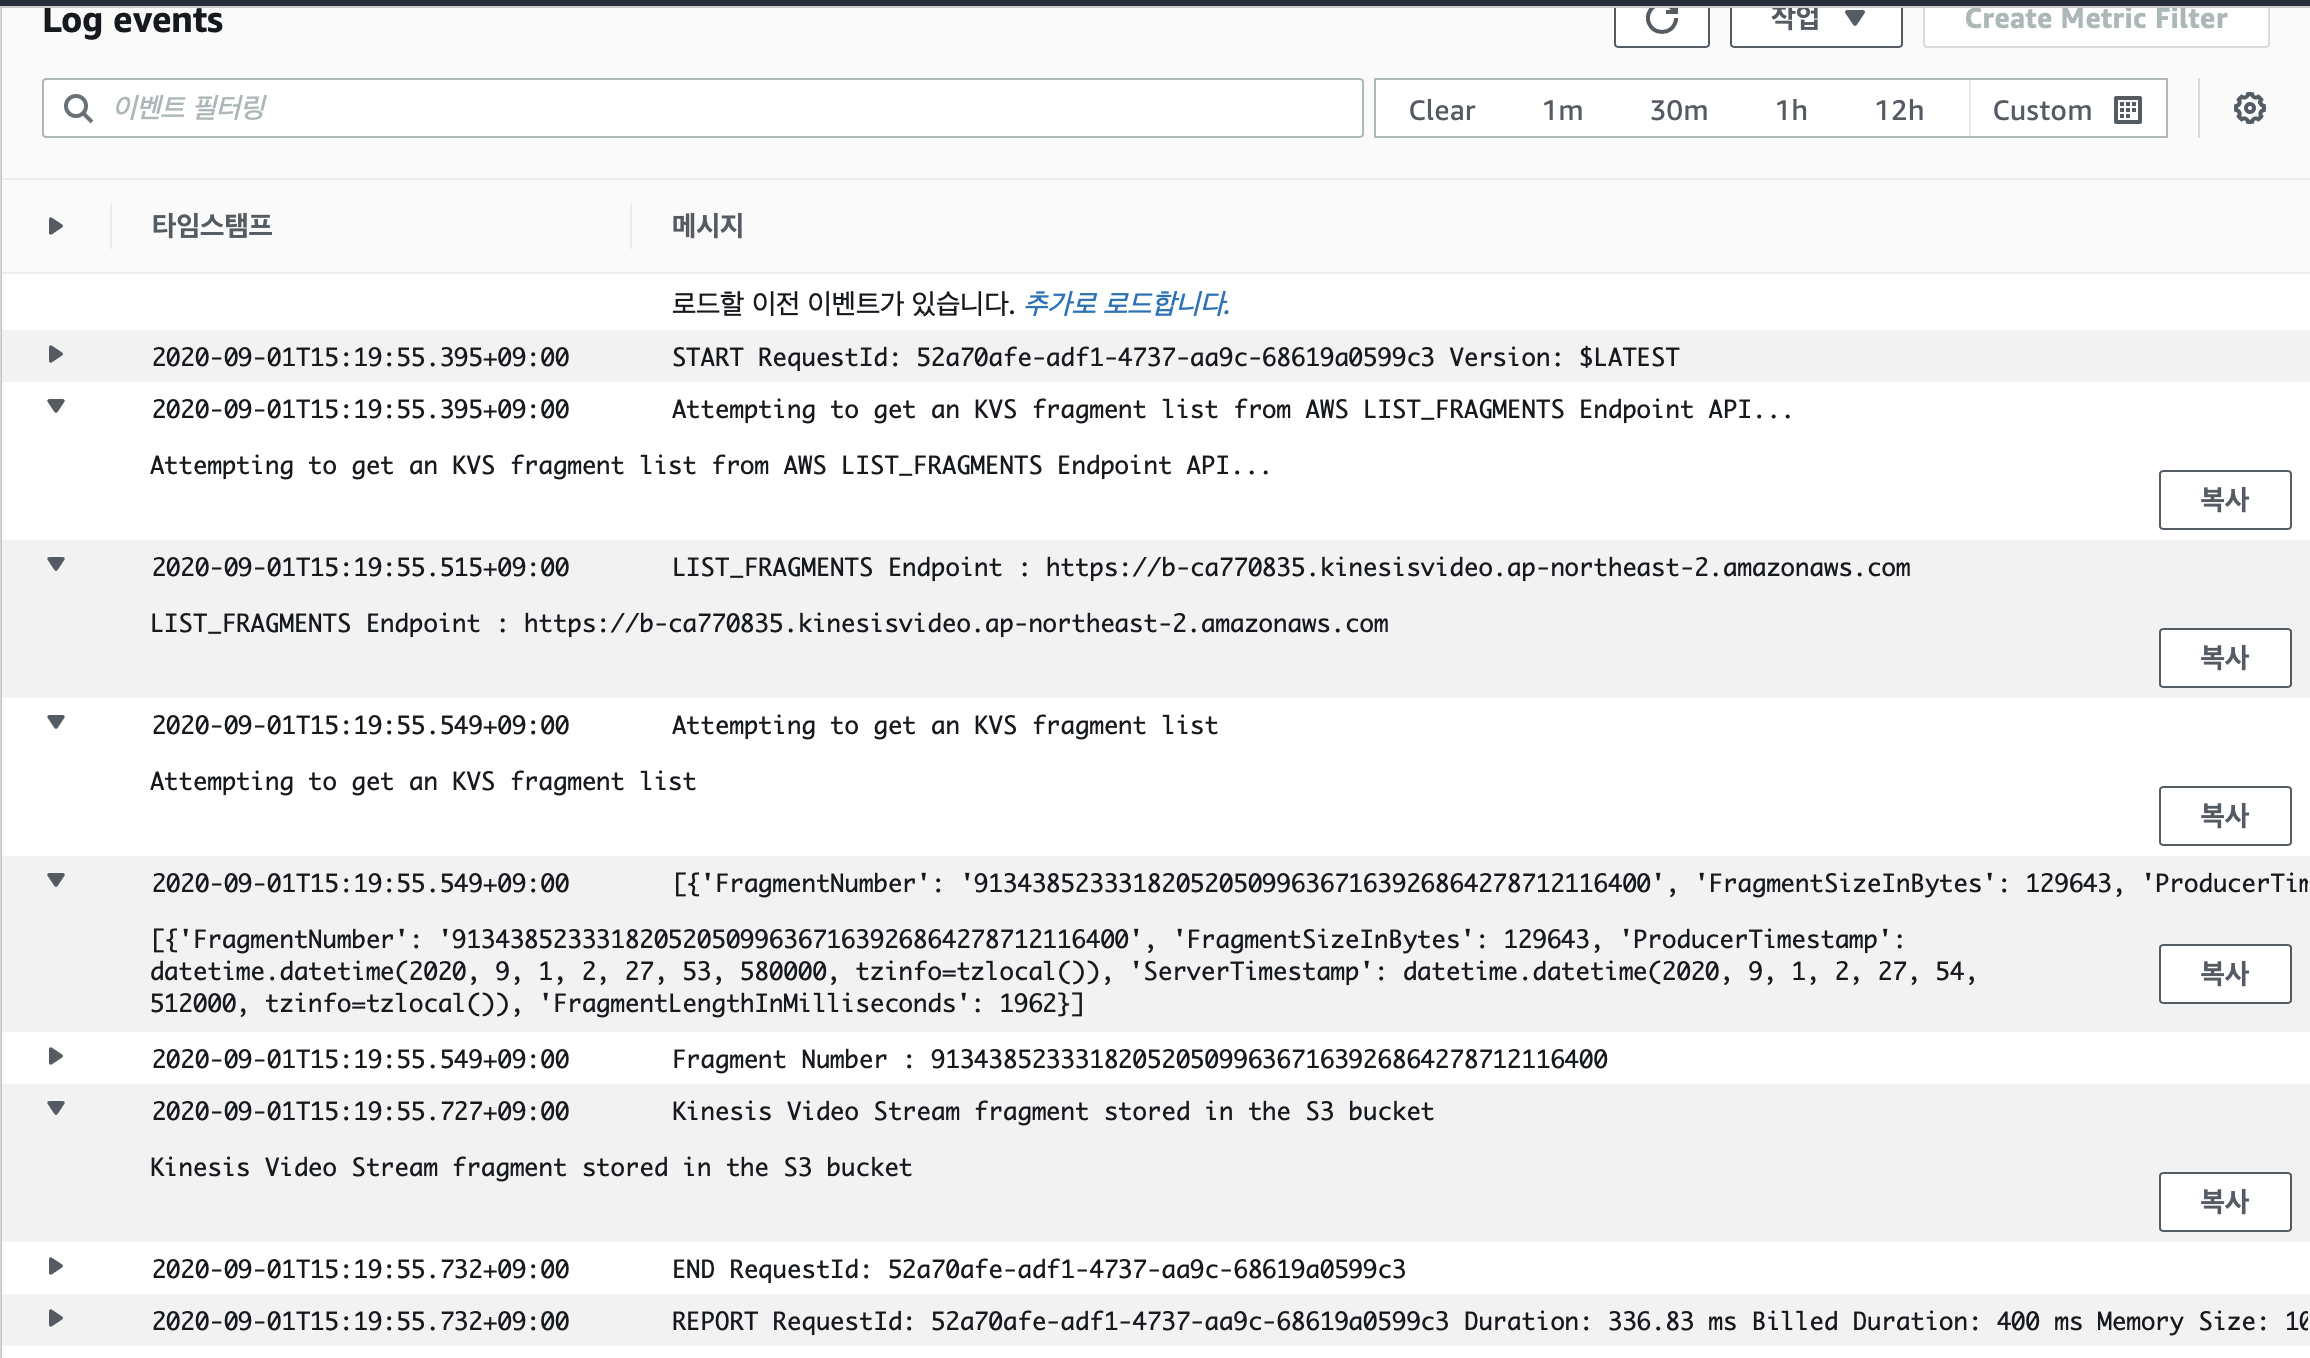 Log events
작업
Create Metric Filter
이벤트 필터링
Clear 1m 30m 1h 12h Custom
타임스탬프 메시지
로드할 이전 이벤트가 있습니다. 추가로 로드합니다.
2020-09-01T15:19:55.395+09:00 START RequestId: 52a70afe-adf1-4737-aa9c-68619a0599c3 Version: $LATEST
2020-09-01T15:19:55.395+09:00 Attempting to get an KVS fragment list from AWS LIST_FRAGMENTS Endpoint API...
Attempting to get an KVS fragment list from AWS LIST_FRAGMENTS Endpoint API...
복사
2020-09-01T15:19:55.515+09:00 LIST_FRAGMENTS Endpoint : https://b-ca770835.kinesisvideo.ap-northeast-2.amazonaws.com
LIST_FRAGMENTS Endpoint : https://b-ca770835.kinesisvideo.ap-northeast-2.amazonaws.com
복사
2020-09-01T15:19:55.549+09:00 Attempting to get an KVS fragment list
Attempting to get an KVS fragment list
복사
2020-09-01T15:19:55.549+09:00 [{'FragmentNumber': '91343852333182052050996367163926864278712116400', 'FragmentSizeInBytes': 129643, 'ProducerTim
[{'FragmentNumber': '91343852333182052050996367163926864278712116400', 'FragmentSizeInBytes': 129643, 'ProducerTimestamp':
datetime.datetime(2020, 9, 1, 2, 27, 53, 580000, tzinfo=tzlocal()), 'ServerTimestamp': datetime.datetime(2020, 9, 1, 2, 27, 54,
512000, tzinfo=tzlocal()), 'FragmentLengthInMilliseconds': 1962}]
복사
2020-09-01T15:19:55.549+09:00 Fragment Number : 91343852333182052050996367163926864278712116400
2020-09-01T15:19:55.727+09:00 Kinesis Video Stream fragment stored in the S3 bucket
Kinesis Video Stream fragment stored in the S3 bucket
복사
2020-09-01T15:19:55.732+09:00 END RequestId: 52a70afe-adf1-4737-aa9c-68619a0599c3
2020-09-01T15:19:55.732+09:00 REPORT RequestId: 52a70afe-adf1-4737-aa9c-68619a0599c3 Duration: 336.83 ms Billed Duration: 400 ms Memory Size: 10